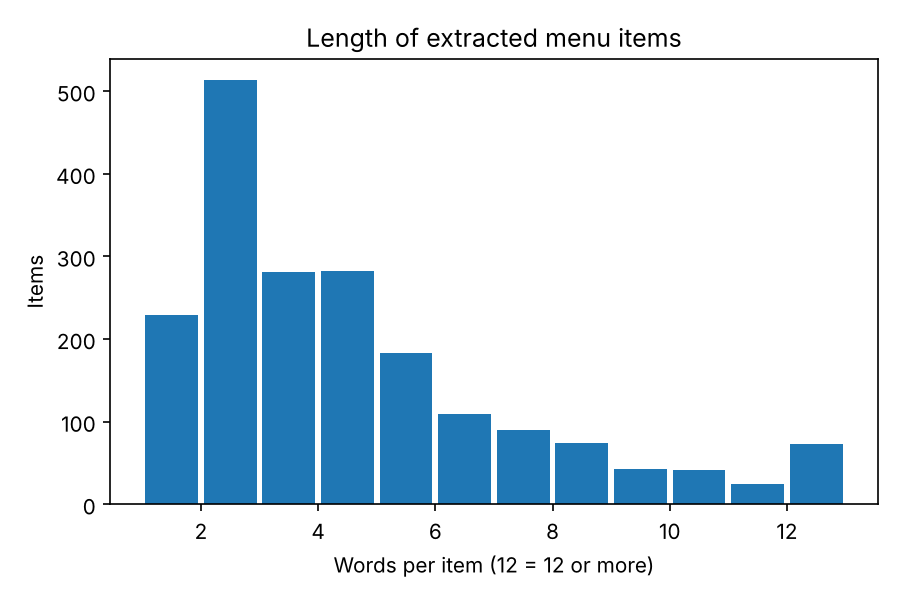 Length of extracted menu items
Items
500
400
300
200
100
0
2 4 6 8 10 12
Words per item (12 = 12 or more)